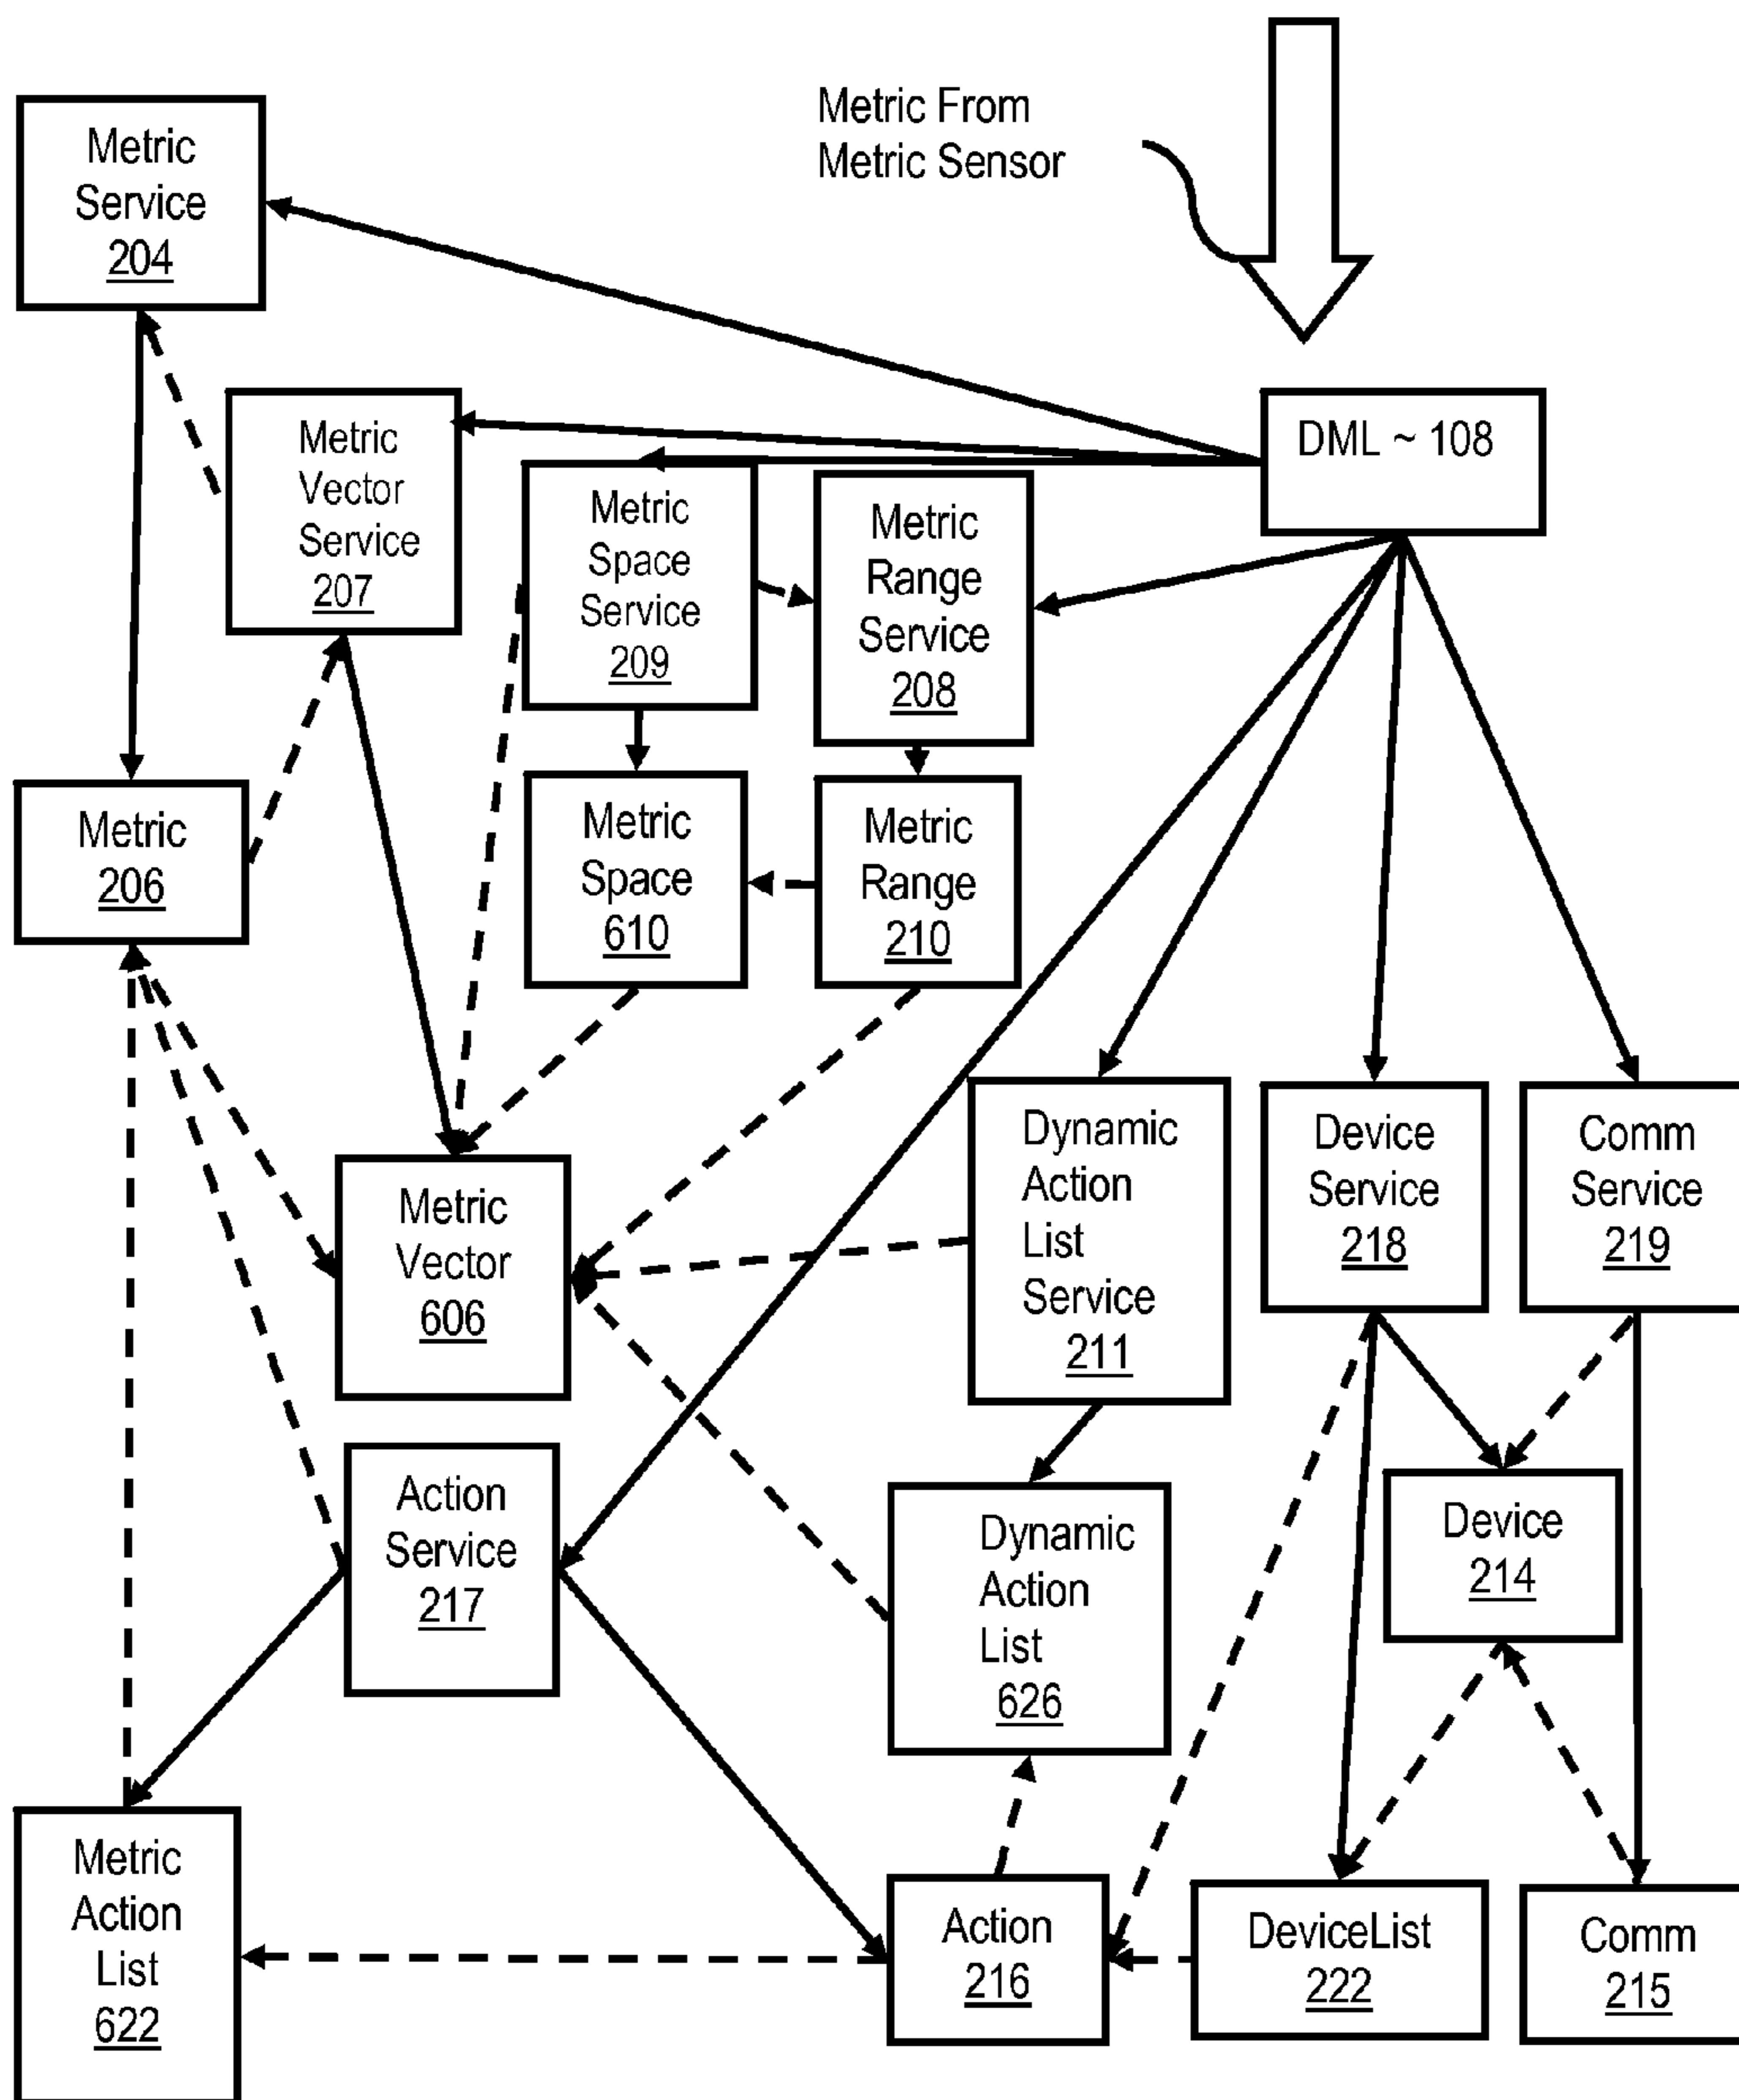 Metric From
Metric Sensor
Metric
Service
204
DML ~ 108
Metric
Vector
Service
207
Metric
Space
Service
209
Metric
Range
Service
208
Metric
206
Metric
Space
610
Metric
Range
210
Dynamic
Action
List
Service
211
Device
Service
218
Comm
Service
219
Metric
Vector
606
Action
Service
217
Dynamic
Action
List
626
Device
214
Metric
Action
List
622
Action
216
DeviceList
222
Comm
215